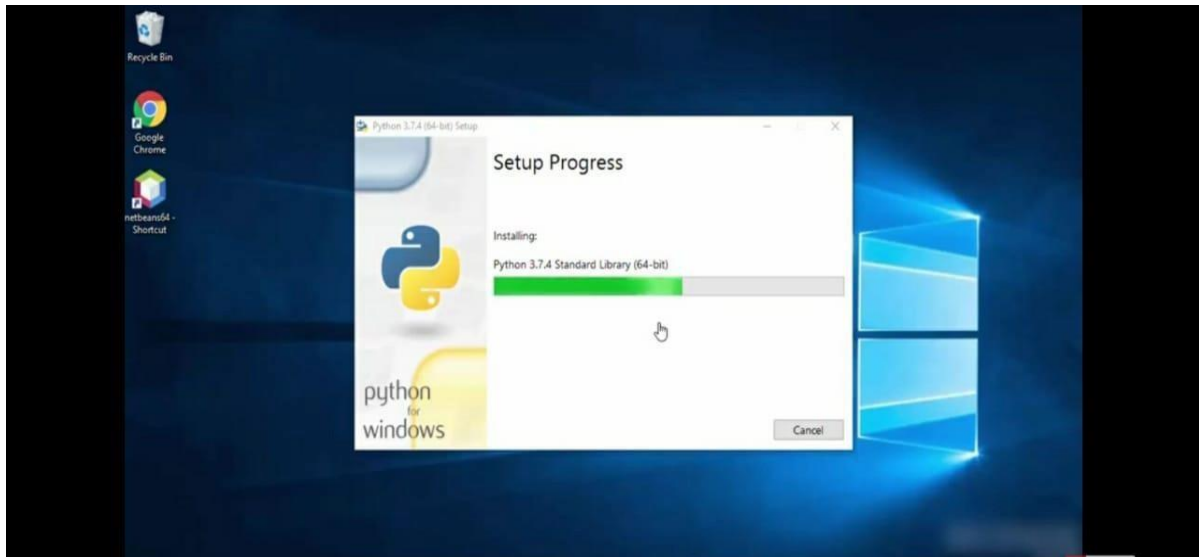 Recycle Bin
Google
Chrome
netbeans64 -
Shortcut
Python 3.7.4 (64-bit) Setup
Setup Progress
Installing:
Python 3.7.4 Standard Library (64-bit)
python
for
windows
Cancel